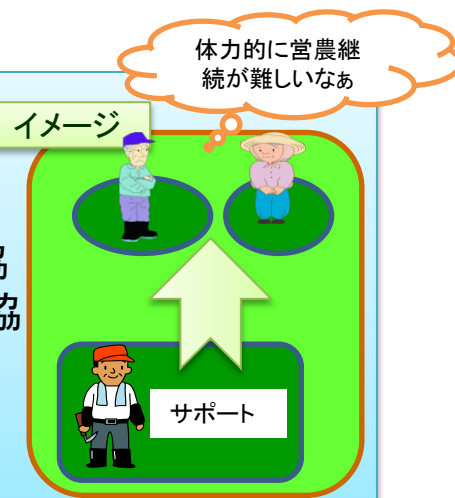 体力的に営農継
続が難しいなぁ
イメージ
協
サポート